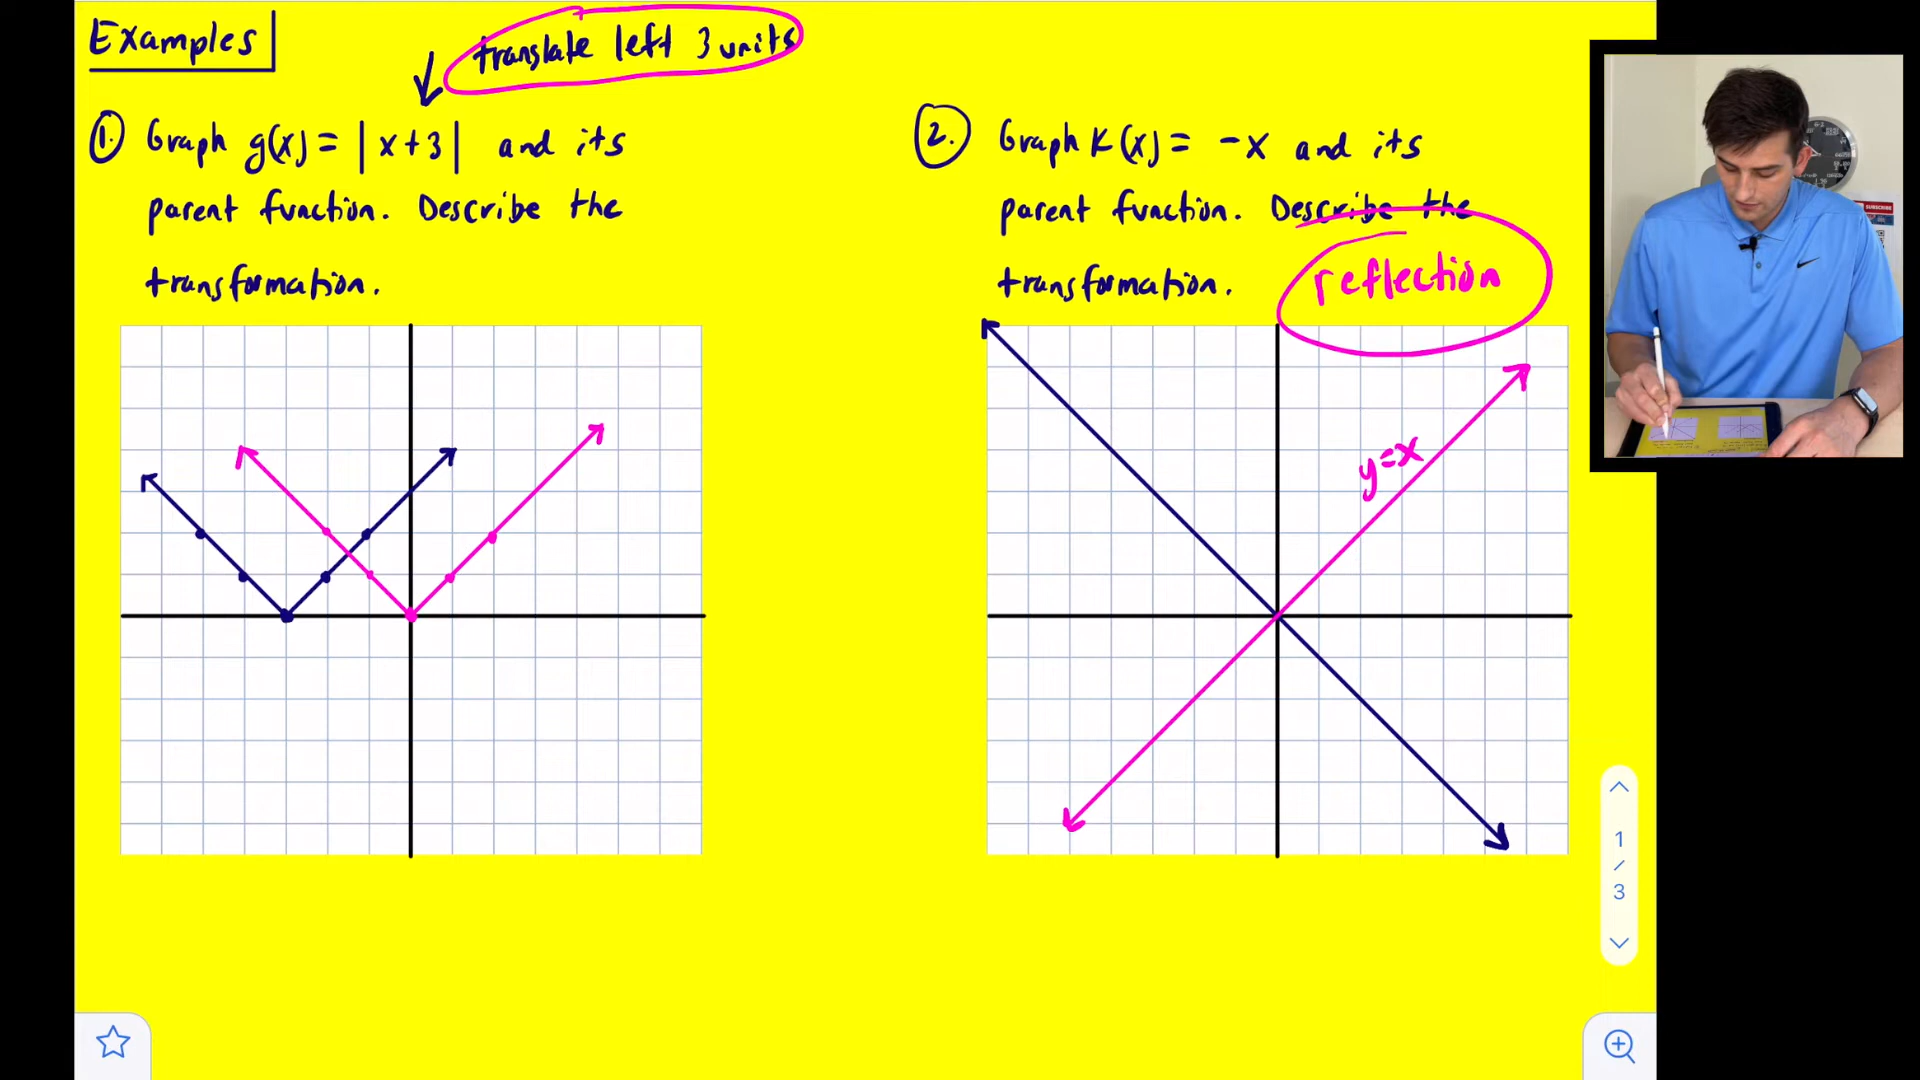 Examples
translate left 3 units
1. Graph g(x) = |x+3| and its
parent function. Describe the
transformation.
2. Graph K(x) = -x and its
parent function. Describe the
transformation.
reflection
y=x
SUBSCRIBE
1
/
3